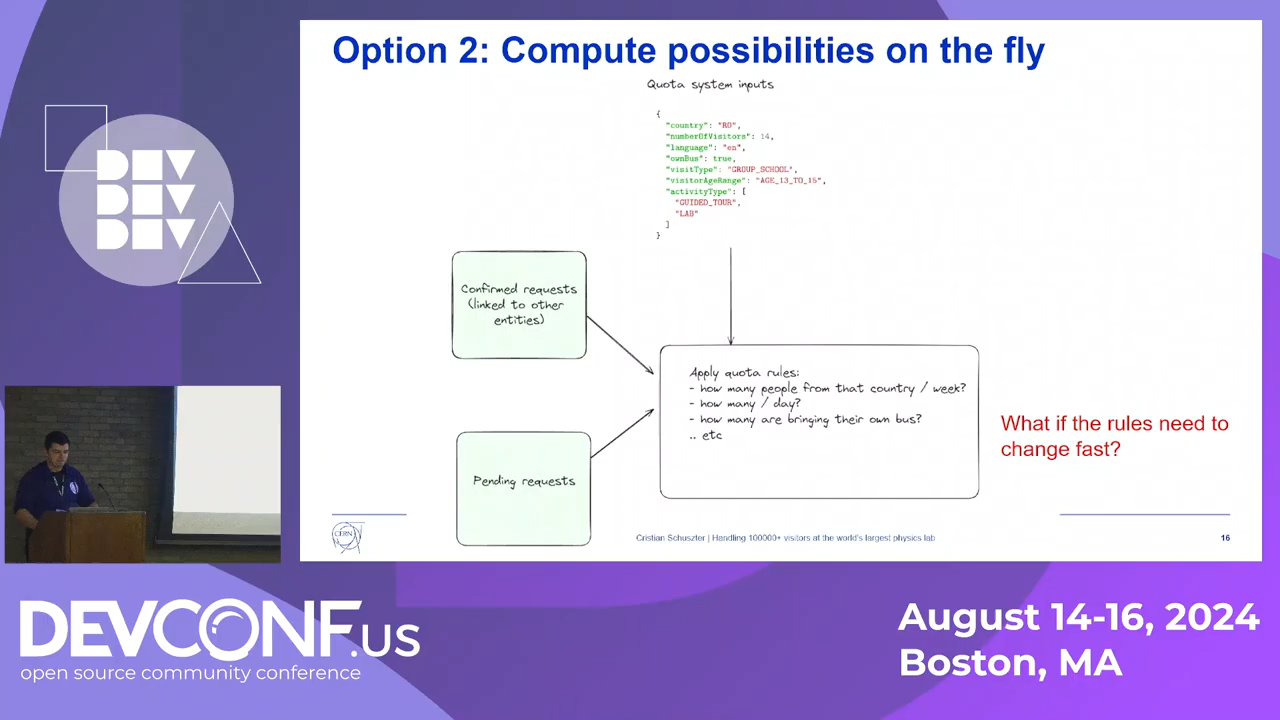 Option 2: Compute possibilities on the fly
Quota system inputs
{
"country": "RO",
"numberOfVisitors": 14,
"language": "en",
"ownBus": true,
"visitType": "GROUP_SCHOOL",
"visitorAgeRange": "AGE_13_TO_15",
"activityType": [
"GUIDED_TOUR",
"LAB"
]
}
Confirmed requests
(linked to other
entities)
Pending requests
Apply quota rules:
- how many people from that country / week?
- how many / day?
- how many are bringing their own bus?
.. etc
What if the rules need to
change fast?
CERN
Cristian Schuszter | Handling 100000+ visitors at the world's largest physics lab
16
DEV
DEV
DEV
DEVCONF.US
open source community conference
August 14-16, 2024
Boston, MA